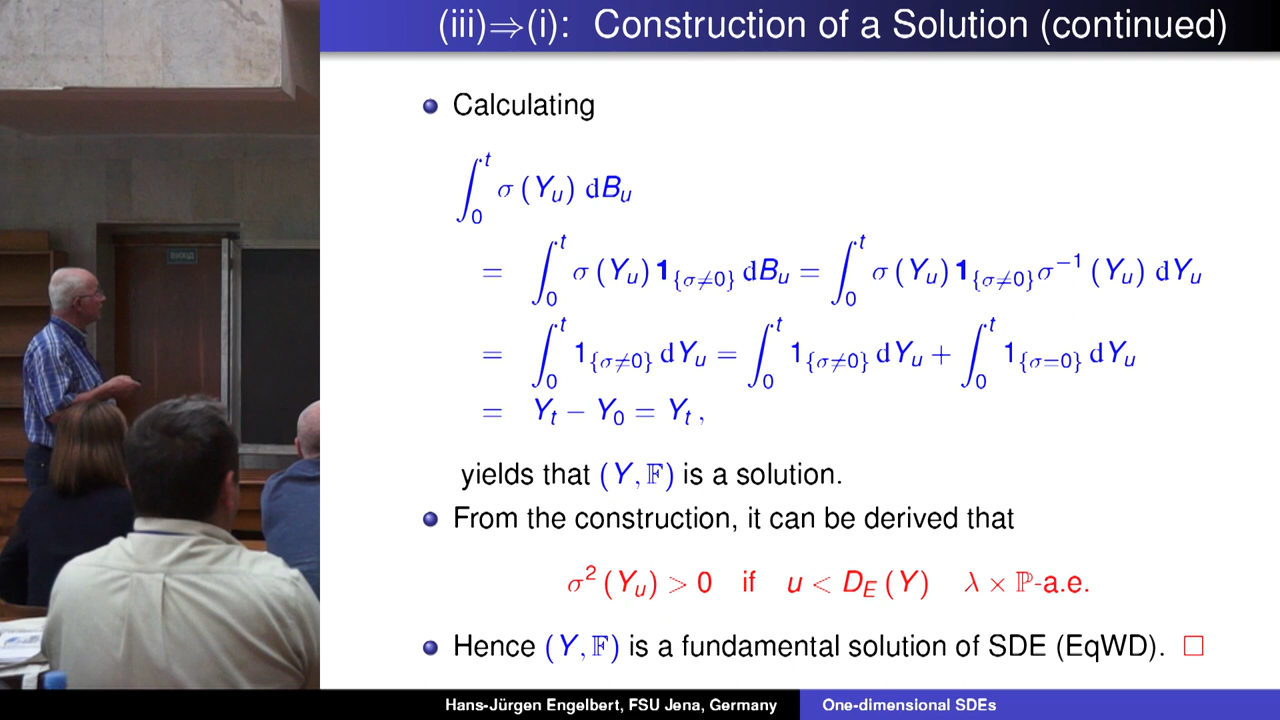 (iii)⇒(i): Construction of a Solution (continued)
Calculating
∫₀ᵗ σ (Yᵤ) dBᵤ
= ∫₀ᵗ σ (Yᵤ) 𝟏_{σ≠0} dBᵤ = ∫₀ᵗ σ (Yᵤ) 𝟏_{σ≠0} σ⁻¹ (Yᵤ) dYᵤ
= ∫₀ᵗ 1_{σ≠0} dYᵤ = ∫₀ᵗ 1_{σ≠0} dYᵤ + ∫₀ᵗ 1_{σ=0} dYᵤ
= Yₜ − Y₀ = Yₜ ,
yields that (Y, 𝔽) is a solution.
From the construction, it can be derived that
σ² (Yᵤ) > 0 if u < D_E (Y) λ × ℙ-a.e.
Hence (Y, 𝔽) is a fundamental solution of SDE (EqWD). □
Hans-Jürgen Engelbert, FSU Jena, Germany
One-dimensional SDEs